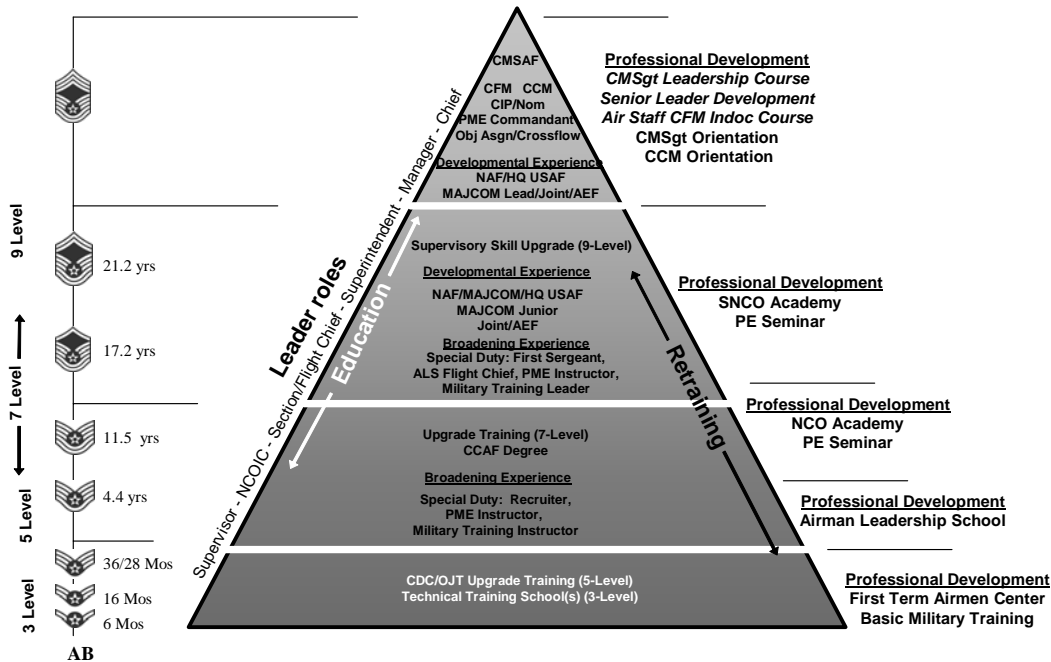 CMSAF
CFM CCM
CIP/Nom
PME Commandant
Obj Asgn/Crossflow
Developmental Experience
NAF/HQ USAF
MAJCOM Lead/Joint/AEF
Supervisory Skill Upgrade (9-Level)
Developmental Experience
NAF/MAJCOM/HQ USAF
MAJCOM Junior
Joint/AEF
Broadening Experience
Special Duty: First Sergeant,
ALS Flight Chief, PME Instructor,
Military Training Leader
Upgrade Training (7-Level)
CCAF Degree
Broadening Experience
Special Duty: Recruiter,
PME Instructor,
Military Training Instructor
CDC/OJT Upgrade Training (5-Level)
Technical Training School(s) (3-Level)
Professional Development
CMSgt Leadership Course
Senior Leader Development
Air Staff CFM Indoc Course
CMSgt Orientation
CCM Orientation
Professional Development
SNCO Academy
PE Seminar
Professional Development
NCO Academy
PE Seminar
Professional Development
Airman Leadership School
Professional Development
First Term Airmen Center
Basic Military Training
Leader roles
Supervisor - NCOIC - Section/Flight Chief - Superintendent - Manager - Chief
Education
Retraining
9 Level
7 Level
5 Level
3 Level
21.2 yrs
17.2 yrs
11.5 yrs
4.4 yrs
36/28 Mos
16 Mos
6 Mos
AB